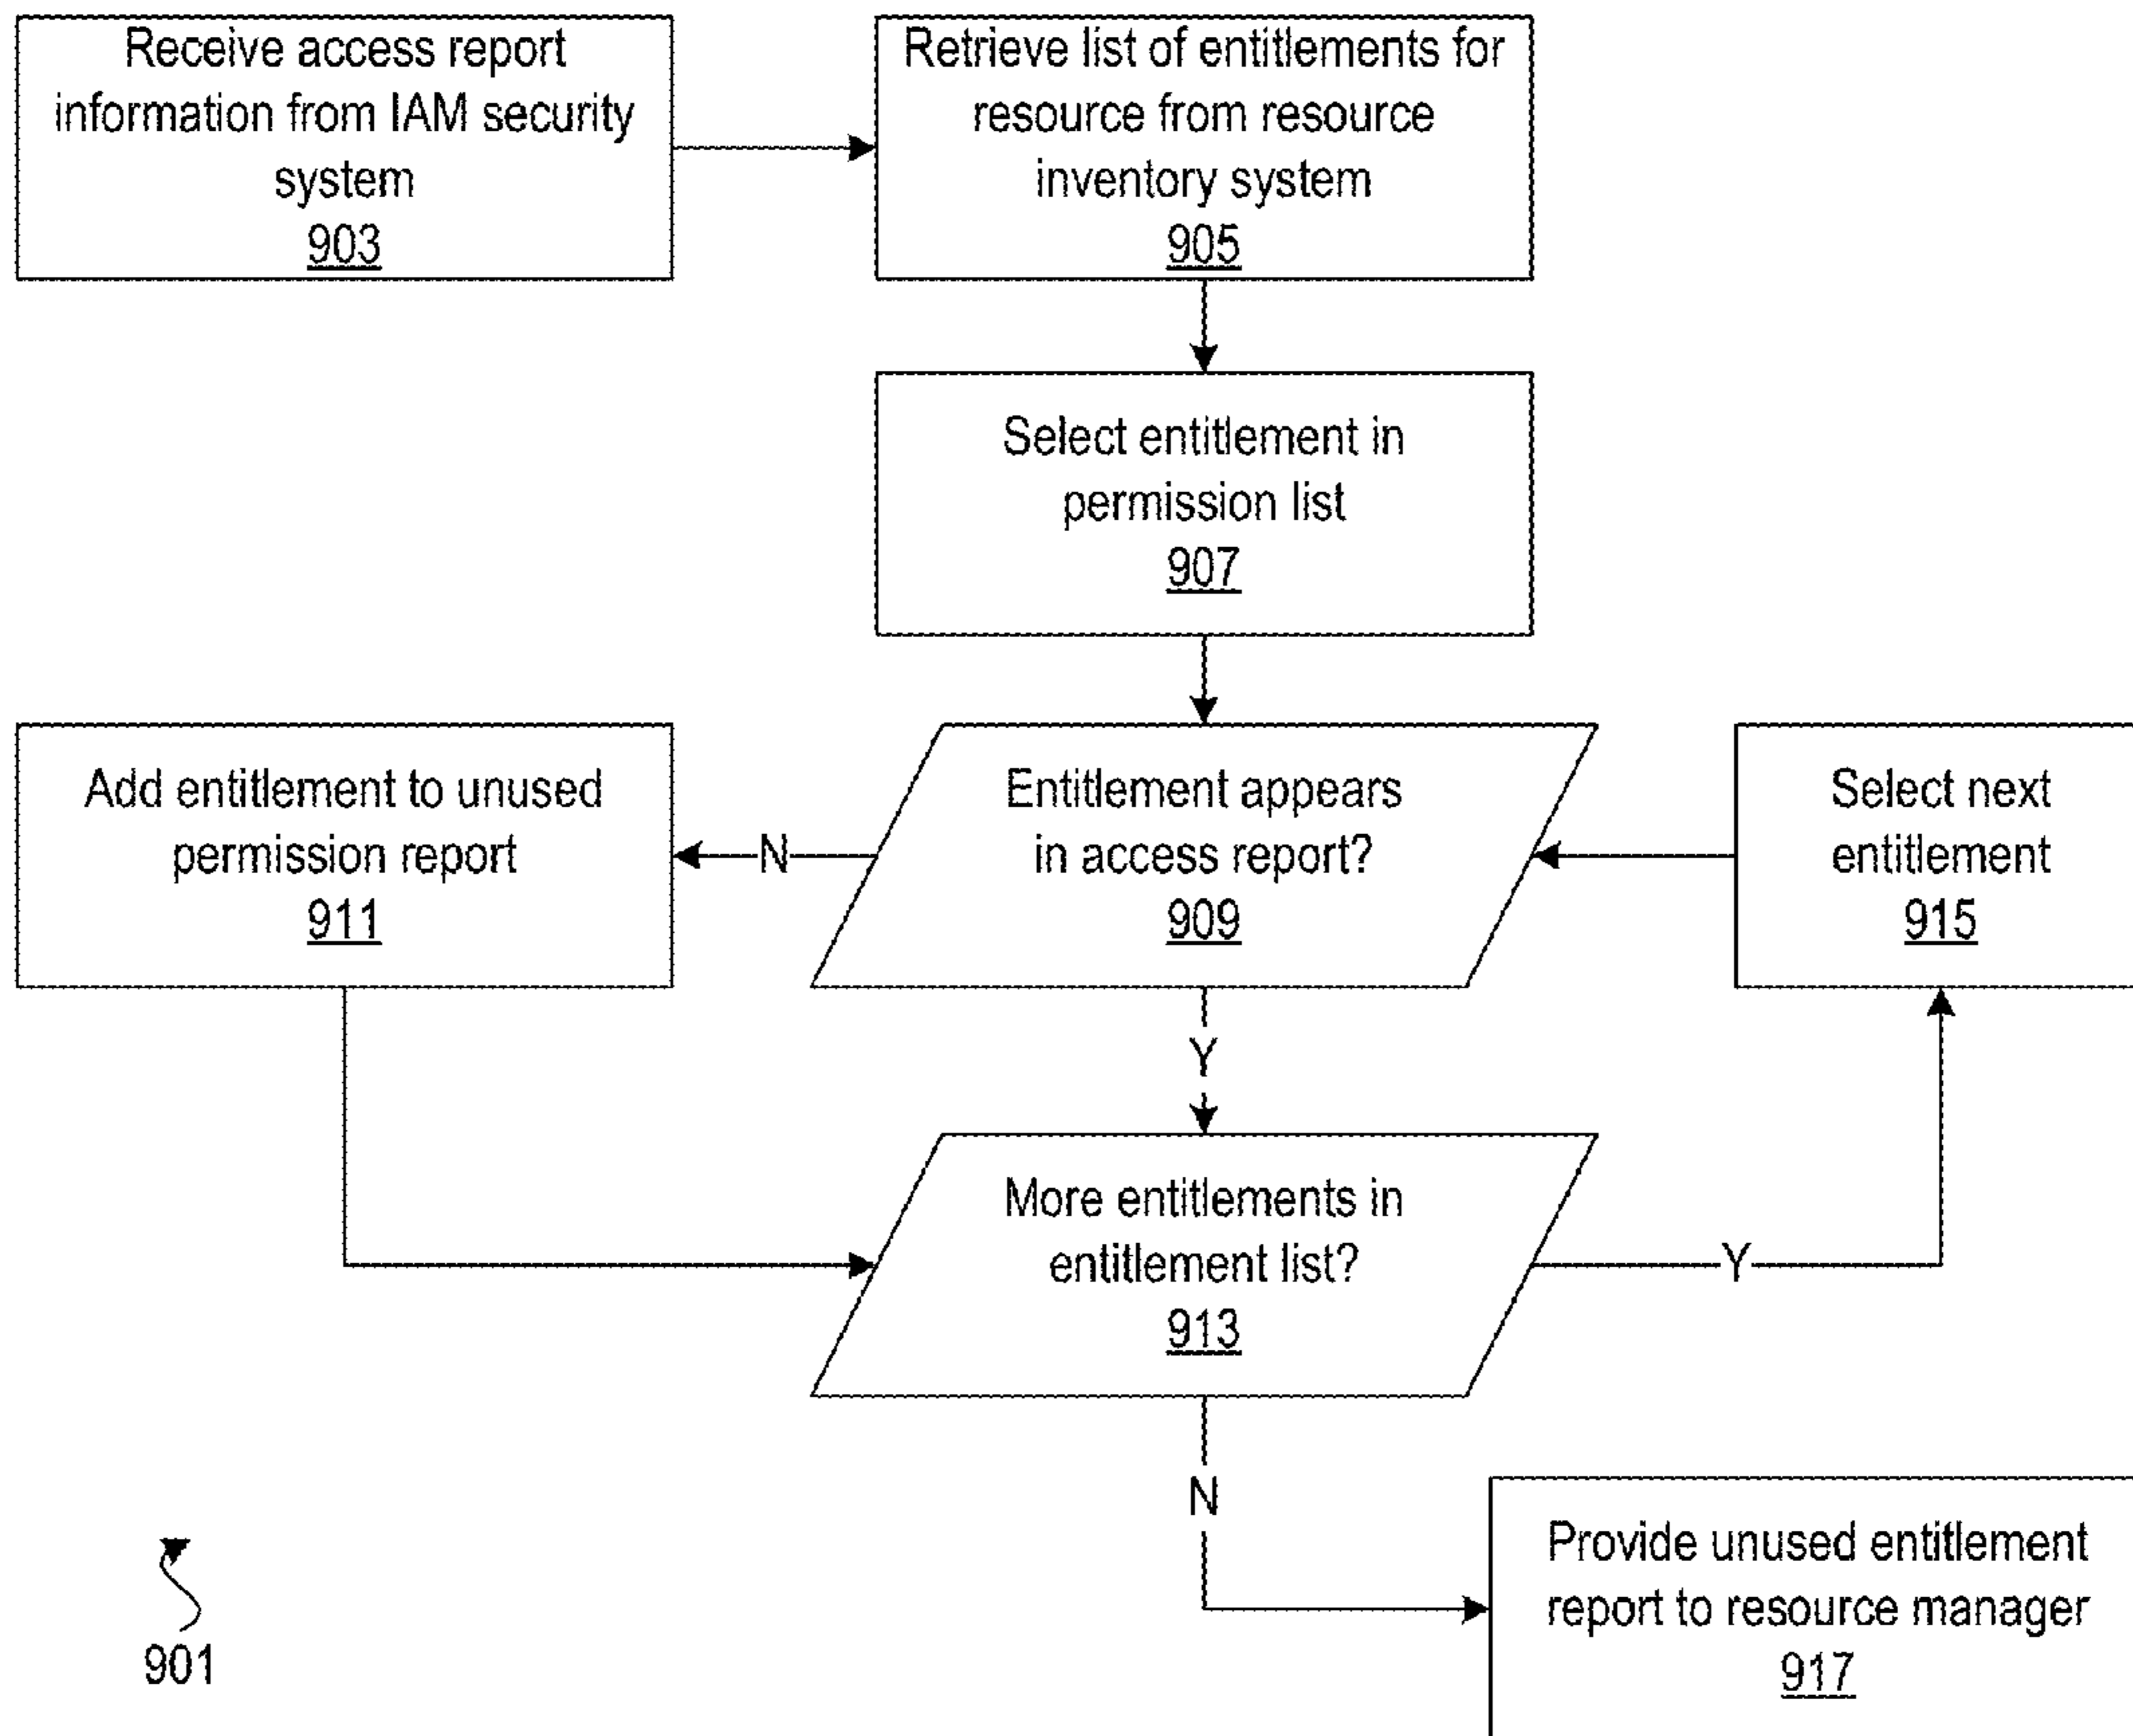 Receive access report
information from IAM security
system
903
Retrieve list of entitlements for
resource from resource
inventory system
905
Select entitlement in
permission list
907
Add entitlement to unused
permission report
911
N
Entitlement appears
in access report?
909
Select next
entitlement
915
Y
More entitlements in
entitlement list?
913
Y
N
Provide unused entitlement
report to resource manager
917
901